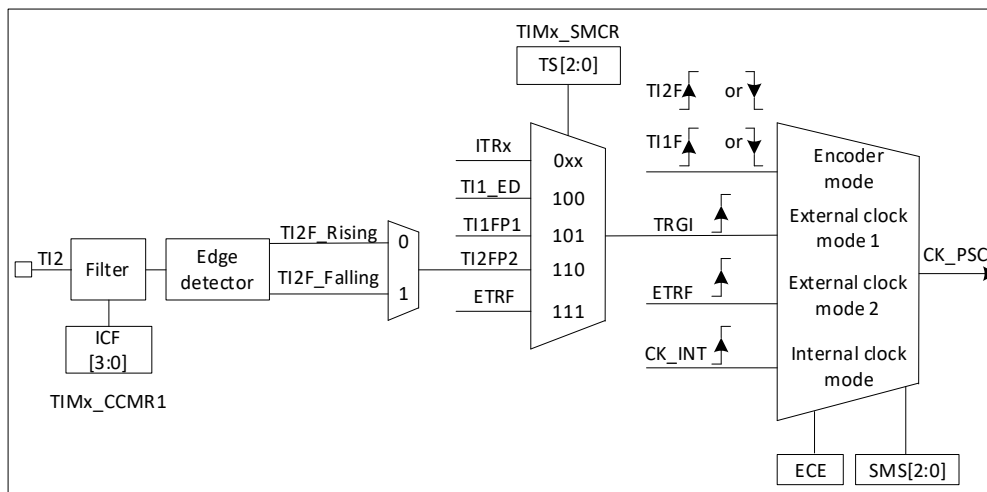 TIMx_SMCR
TS[2:0]
TI2F or
TI1F or
ITRx
0xx
Encoder
mode
TI1_ED
100
TI1FP1
101
TRGI
External clock
mode 1
TI2F_Rising
0
TI2
Filter
Edge
detector
TI2FP2
110
CK_PSC
TI2F_Falling
1
ETRF
111
ETRF
External clock
mode 2
ICF
[3:0]
CK_INT
Internal clock
mode
TIMx_CCMR1
ECE
SMS[2:0]